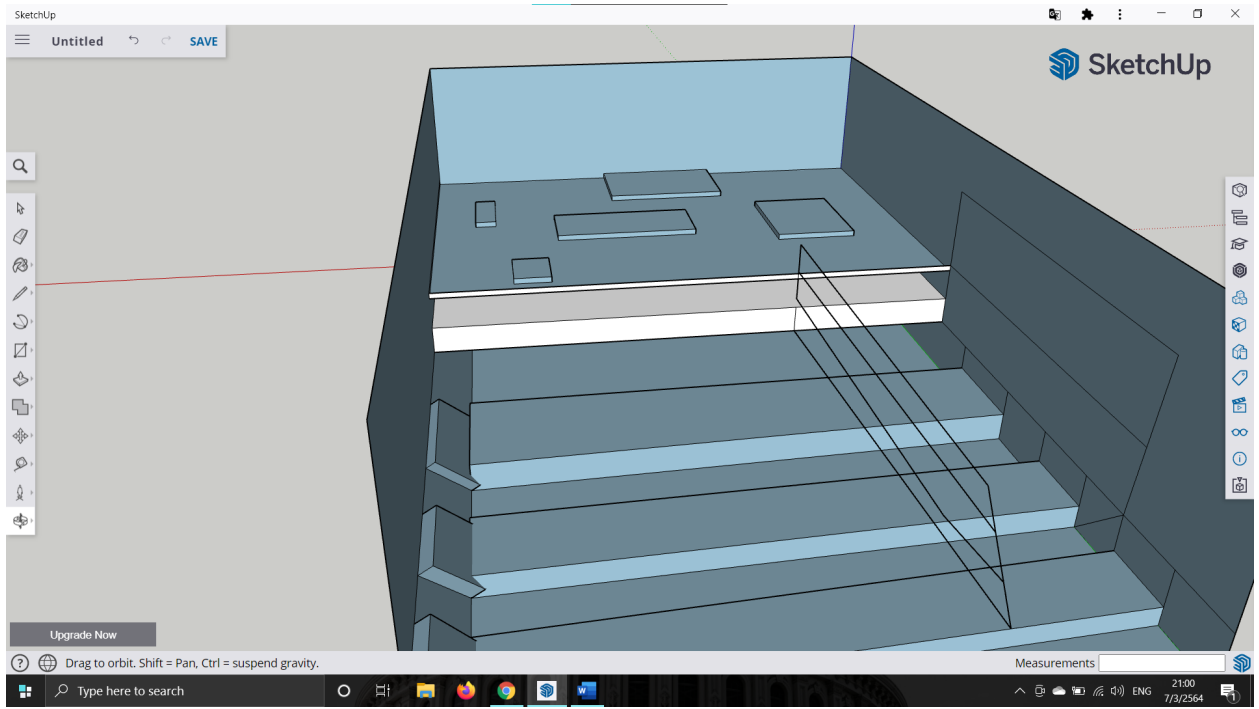 SketchUp
Untitled SAVE
SketchUp
Upgrade Now
Drag to orbit. Shift = Pan, Ctrl = suspend gravity.
Measurements
Type here to search
ENG
21:00
7/3/2564
1